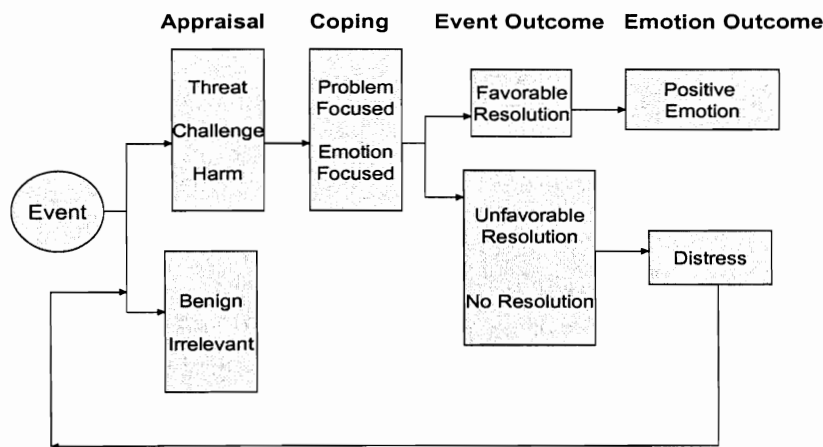 Appraisal Coping Event Outcome Emotion Outcome
Threat
Challenge
Harm
Problem
Focused
Emotion
Focused
Favorable
Resolution
Positive
Emotion
Event
Unfavorable
Resolution
No Resolution
Distress
Benign
Irrelevant